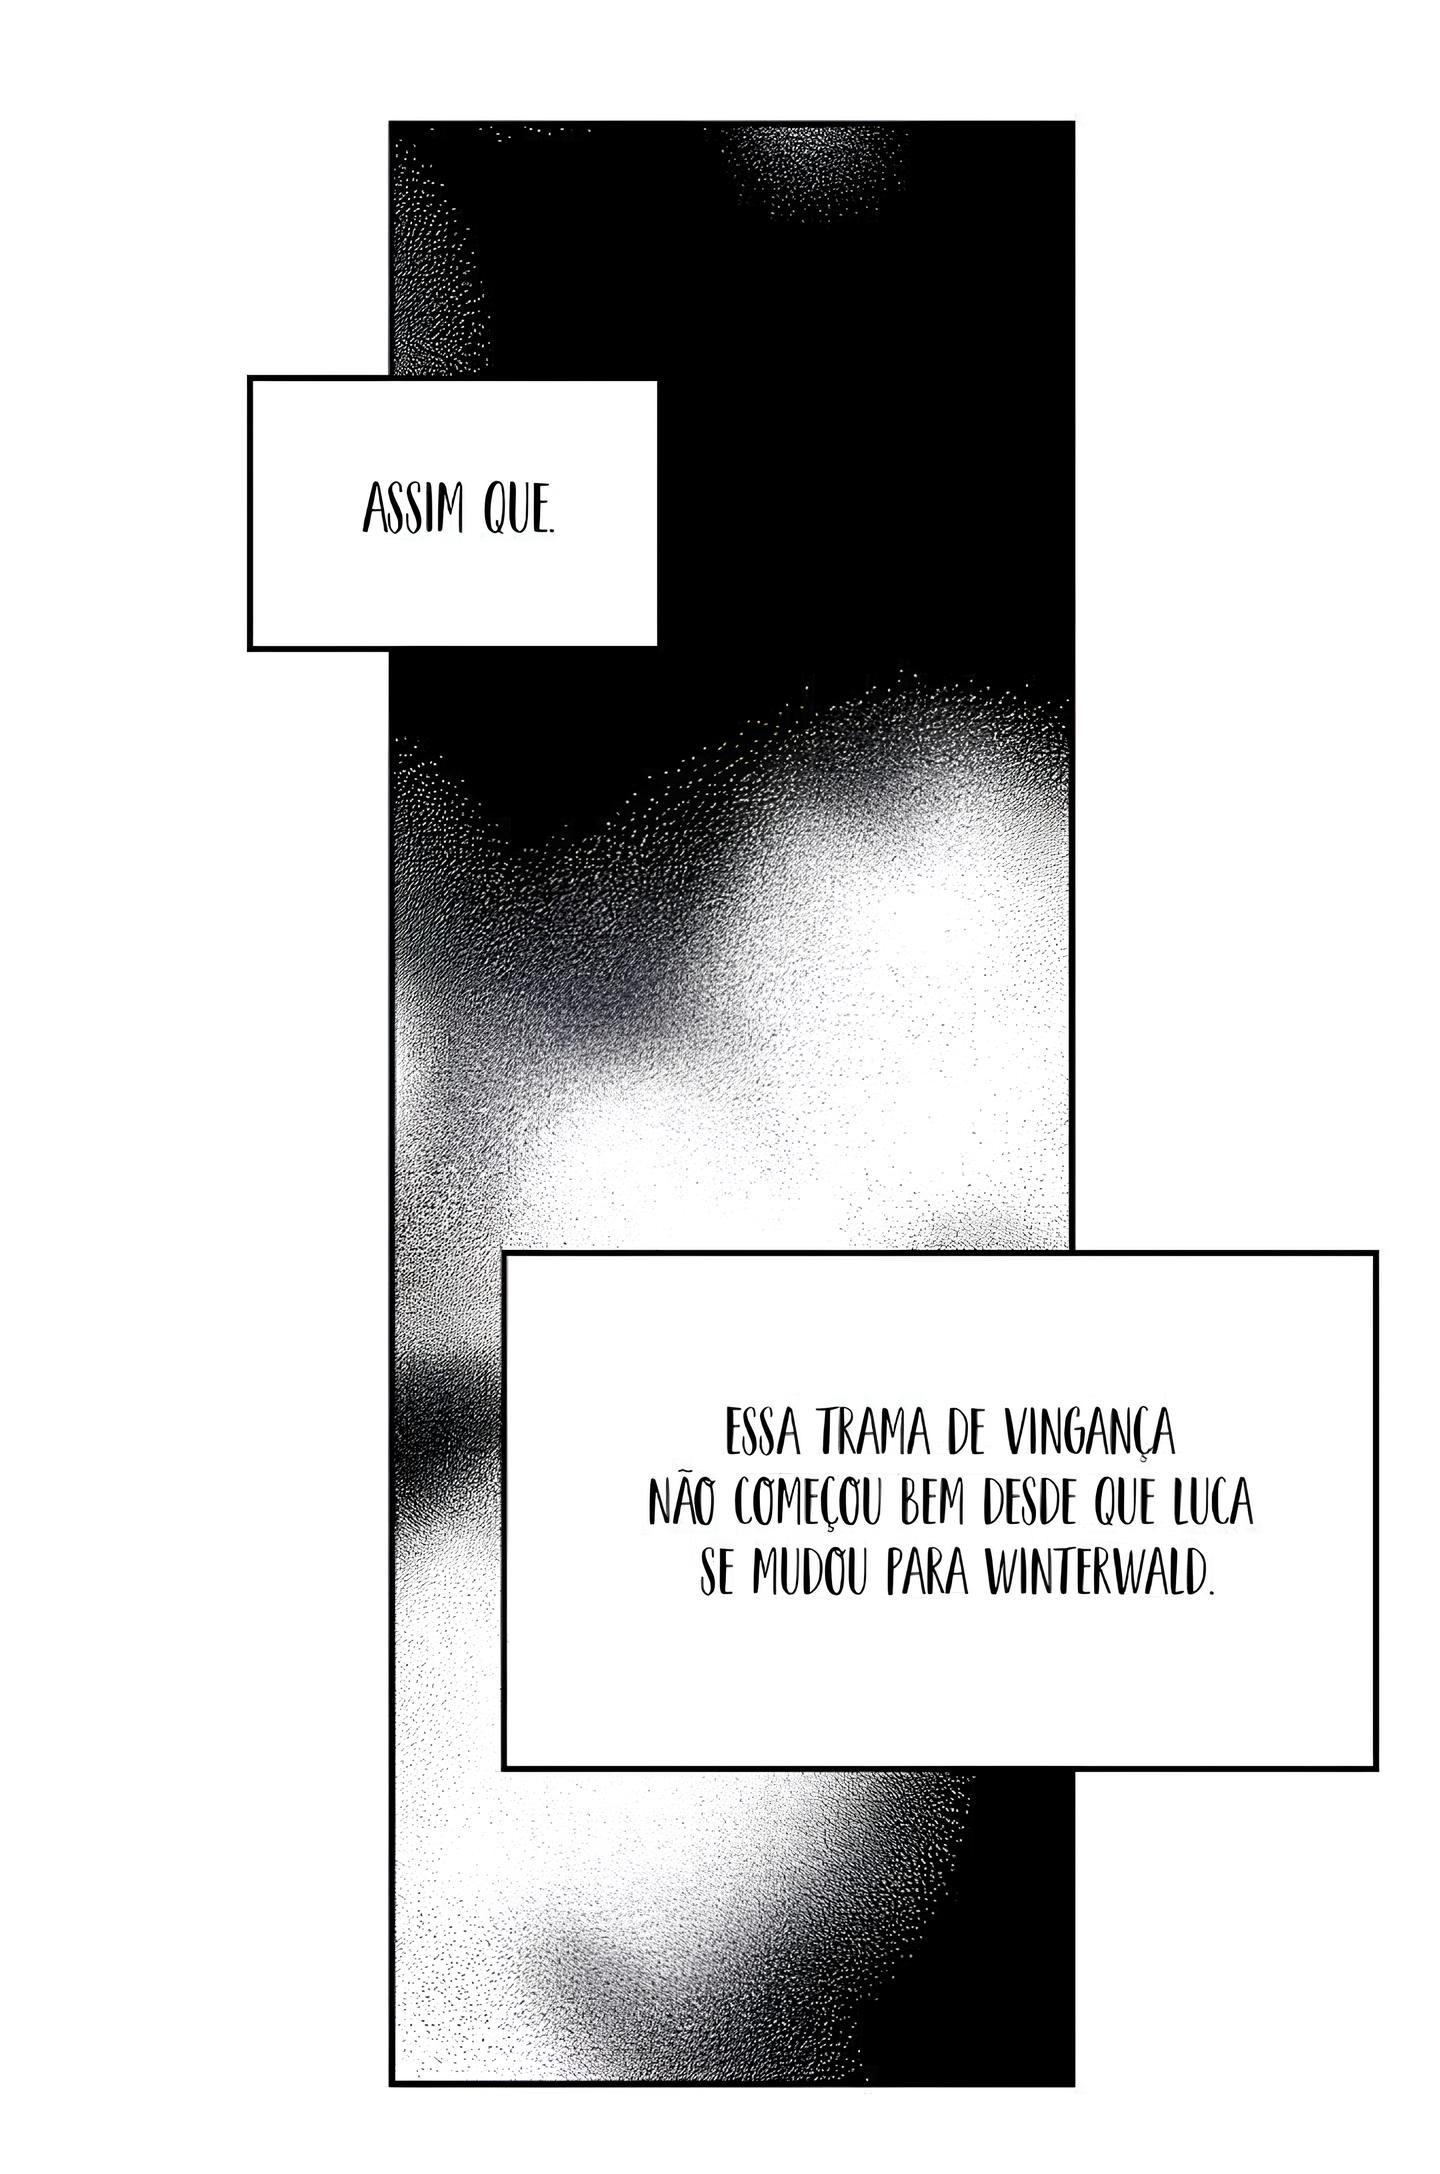 ASSIM QUE.
ESSA TRAMA DE VINGANÇA
NÃO COMEÇOU BEM DESDE QUE LUCA
SE MUDOU PARA WINTERWALD.